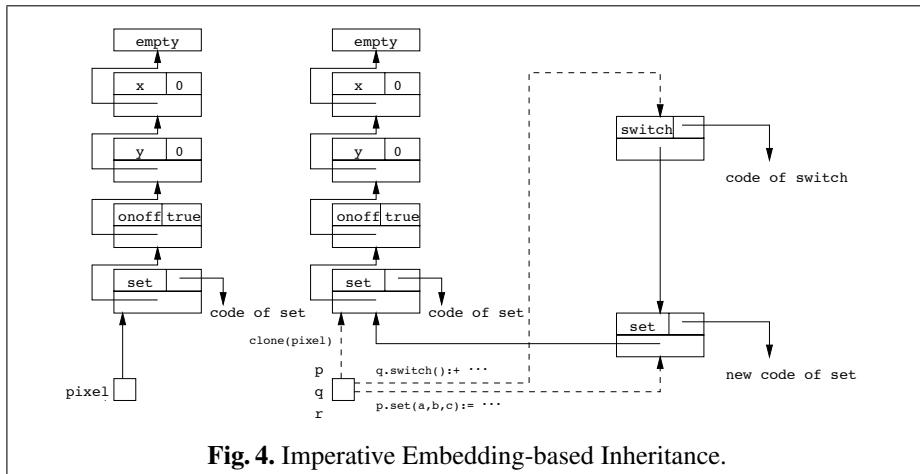 empty empty
x 0 x 0
switch
y 0 y 0
code of switch
onoff true onoff true
set set
code of set code of set
set
clone(pixel)
p q.switch():+ ···
new code of set
pixel q
p.set(a,b,c):= ···
r
Fig. 4. Imperative Embedding-based Inheritance.